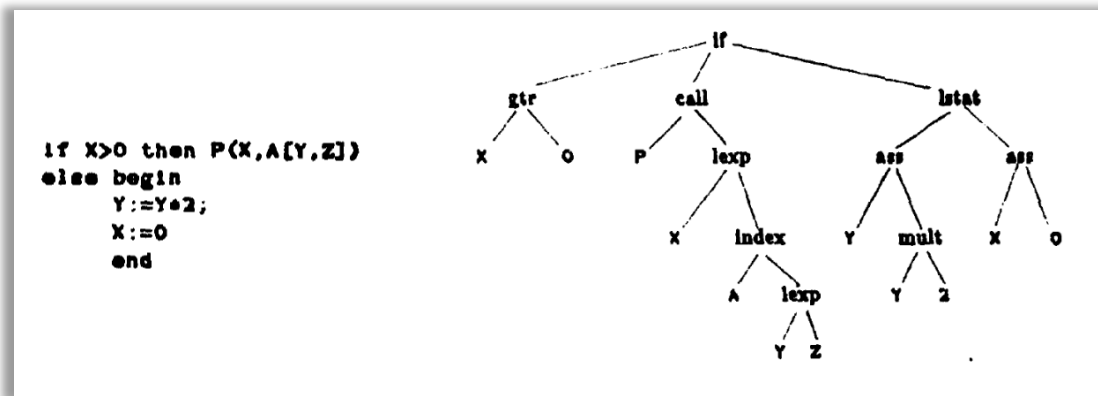 if
gtr call lstat
if X>0 then P(X,A[Y,Z])
X 0 P lexp ass ass
else begin
Y:=Y*2;
X:=0
X index Y mult X 0
end
A lexp Y 2
Y Z